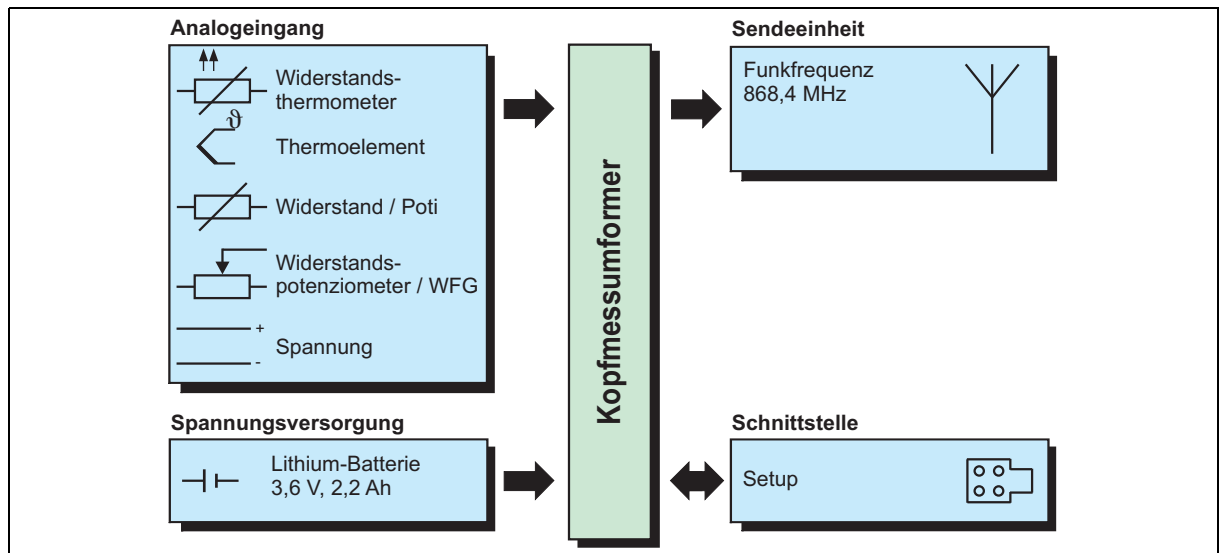 Analogeingang
Widerstands-
thermometer
ϑ
Thermoelement
Widerstand / Poti
Widerstands-
potenziometer / WFG
+
Spannung
-
Spannungsversorgung
Lithium-Batterie
3,6 V, 2,2 Ah
Kopfmessumformer
Sendeeinheit
Funkfrequenz
868,4 MHz
Schnittstelle
Setup